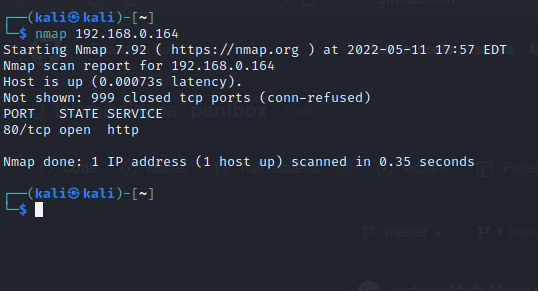 ┌──(kali㉿kali)-[~]
└─$ nmap 192.168.0.164
Starting Nmap 7.92 ( https://nmap.org ) at 2022-05-11 17:57 EDT
Nmap scan report for 192.168.0.164
Host is up (0.00073s latency).
Not shown: 999 closed tcp ports (conn-refused)
PORT   STATE SERVICE
80/tcp open  http
pentbox
Nmap done: 1 IP address (1 host up) scanned in 0.35 seconds
┌──(kali㉿kali)-[~]
└─$
master